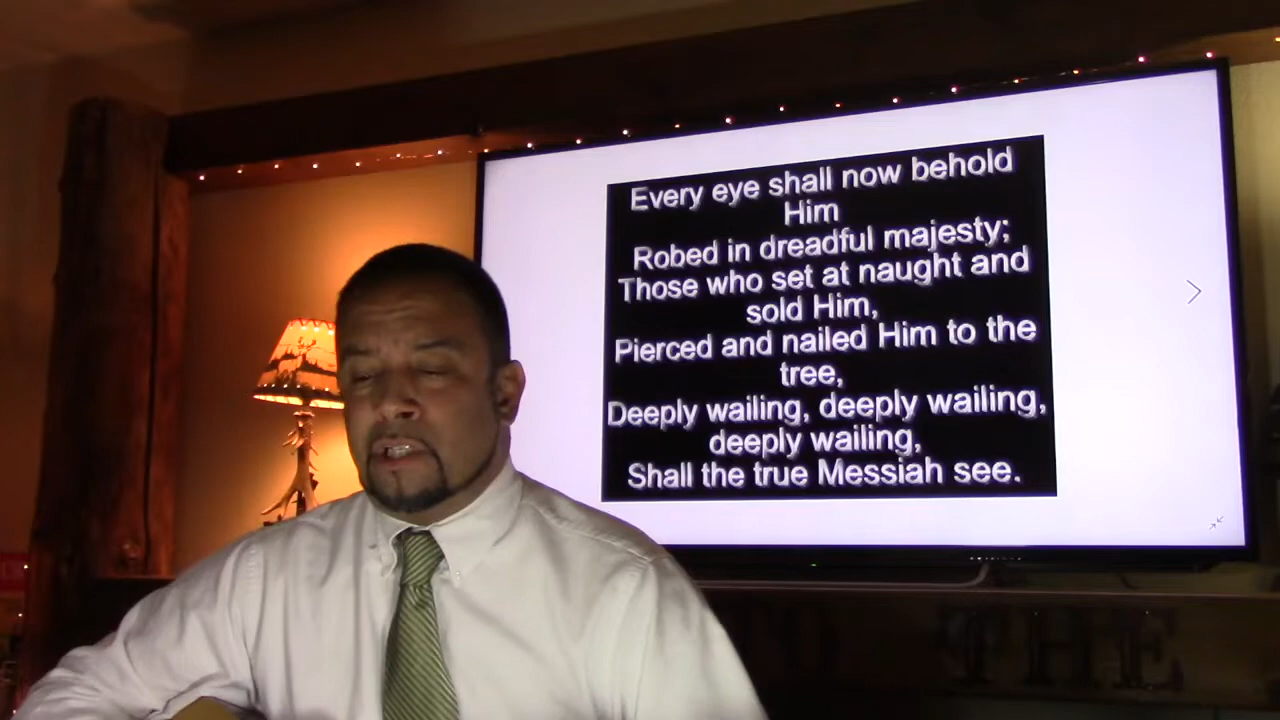 Every eye shall now behold
Him
Robed in dreadful majesty;
Those who set at naught and
sold Him,
Pierced and nailed Him to the
tree,
Deeply wailing, deeply wailing,
deeply wailing,
Shall the true Messiah see.
THE